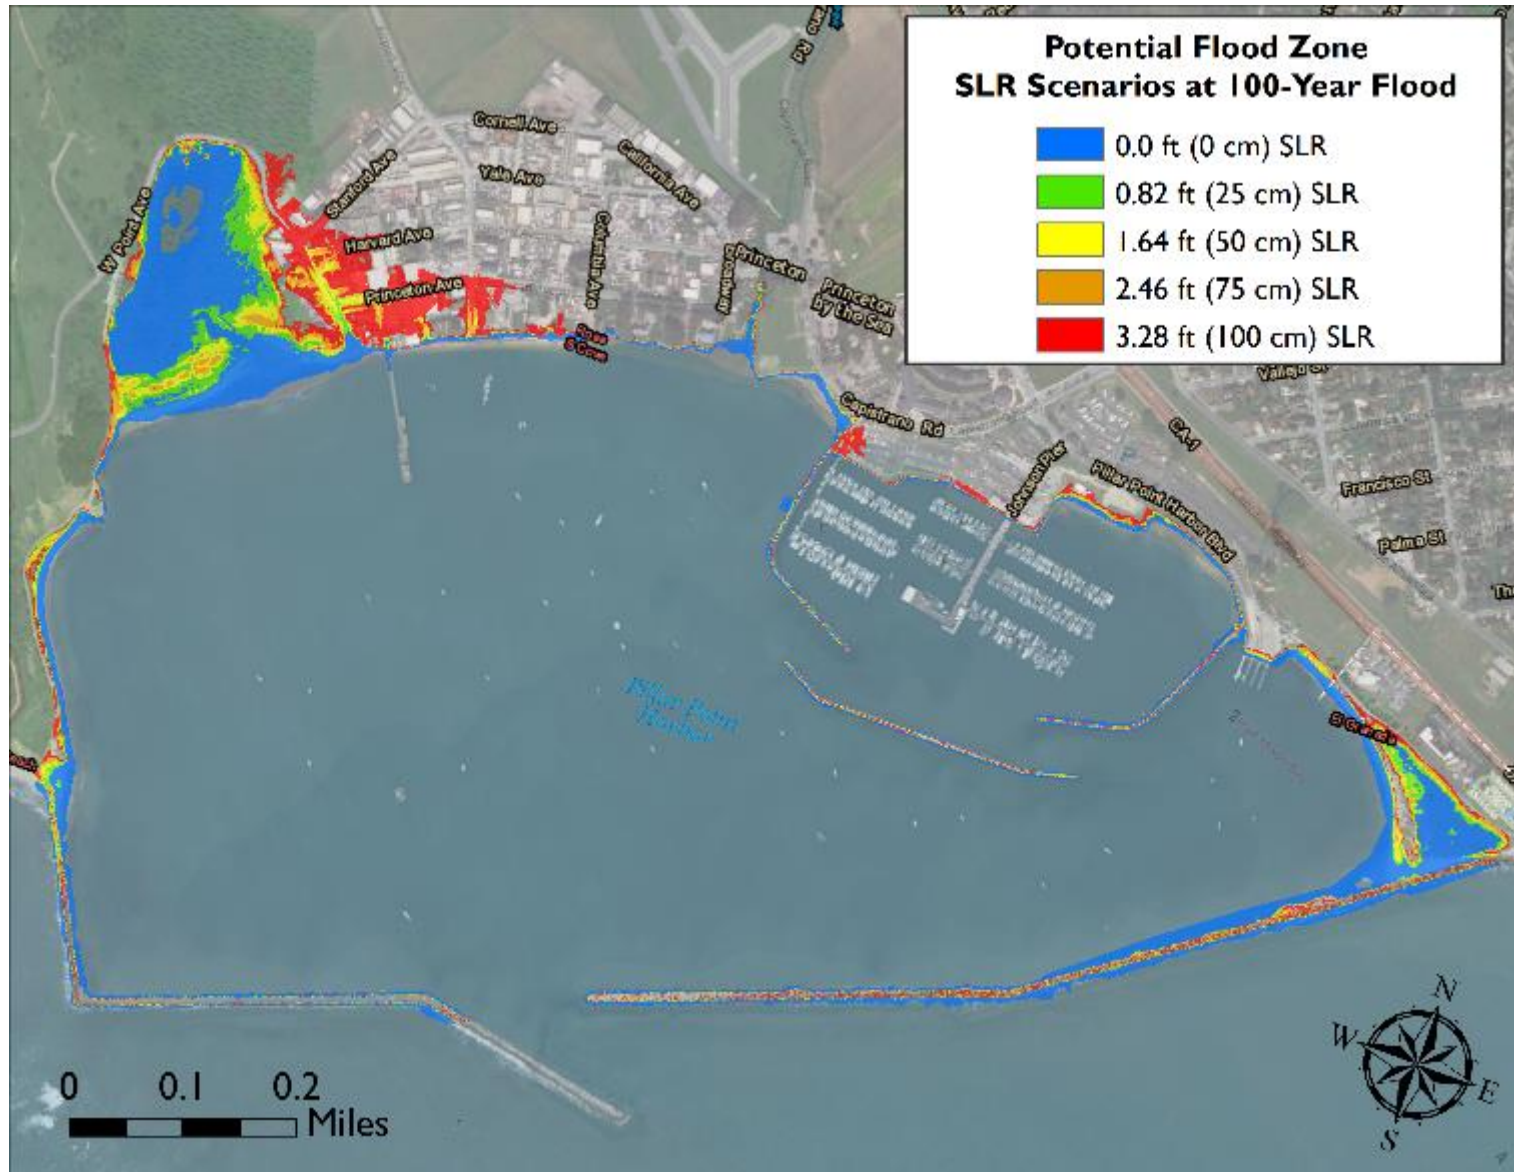 Potential Flood Zone
SLR Scenarios at 100-Year Flood
0.0 ft (0 cm) SLR
0.82 ft (25 cm) SLR
1.64 ft (50 cm) SLR
2.46 ft (75 cm) SLR
3.28 ft (100 cm) SLR
Cornell Ave
California Ave
Yale Ave
Stanford Ave
W Point Ave
Harvard Ave
Columbia Ave
Broadway
Princeton
Princeton
by the Sea
Princeton Ave
Vallejo St
Capistrano Rd
CA-1
Johnson Pier
Pillar Point Harbor Blvd
Francisco St
Palma St
Pillar Point
Harbor
El Granada
0 0.1 0.2
Miles
N
W
E
S